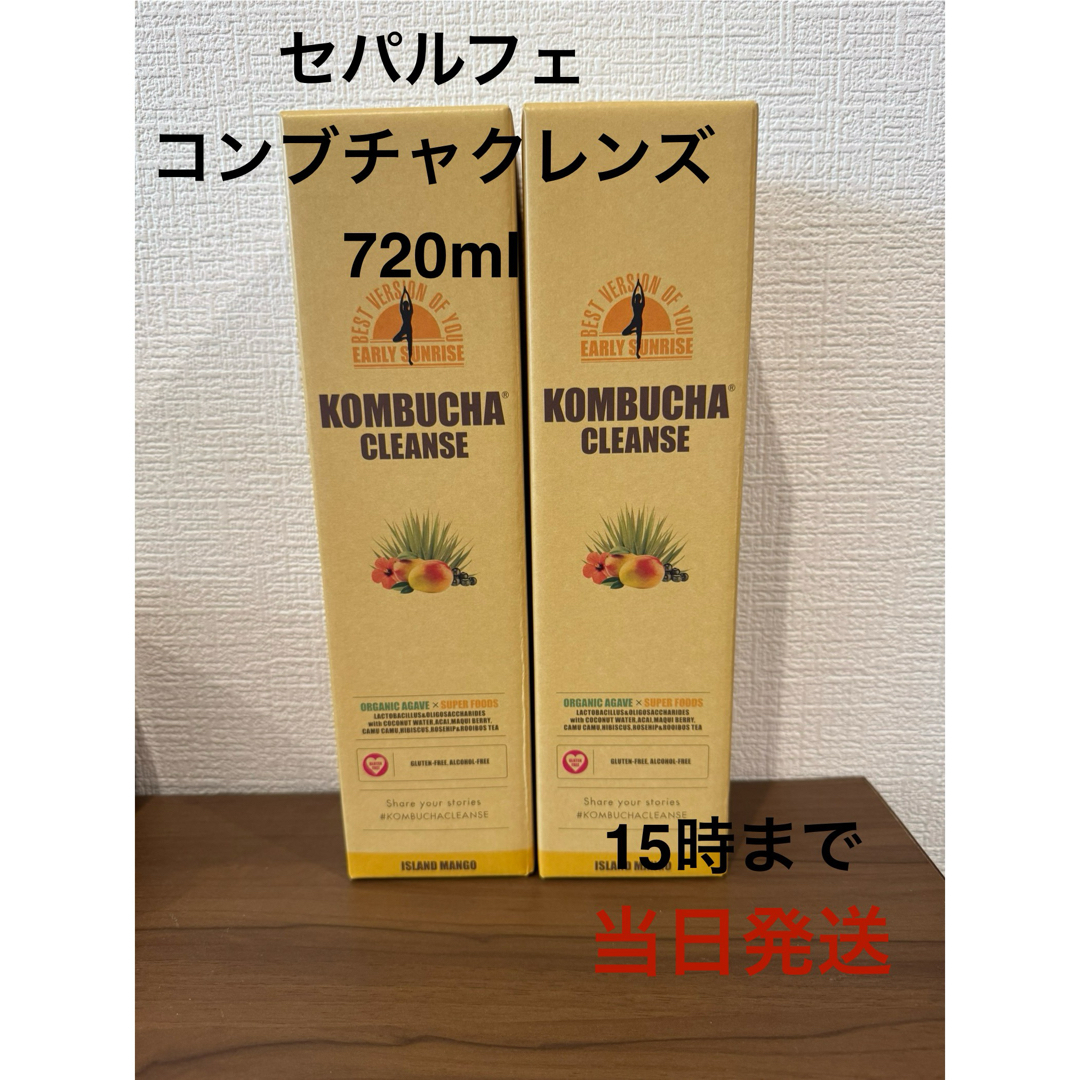 セパルフェ
コンブチャクレンズ
720ml
BEST VERSION OF YOU
EARLY SUNRISE
KOMBUCHA®
CLEANSE
ORGANIC AGAVE × SUPER FOODS
LACTOBACILLUS&OLIGOSACCHARIDES
with COCONUT WATER,ACAI,MAQUI BERRY,
CAMU CAMU,HIBISCUS,ROSEHIP&ROOIBOS TEA
GLUTEN-FREE, ALCOHOL-FREE
Share your stories
#KOMBUCHACLEANSE
ISLAND MANGO
BEST VERSION OF YOU
EARLY SUNRISE
KOMBUCHA®
CLEANSE
ORGANIC AGAVE × SUPER FOODS
LACTOBACILLUS&OLIGOSACCHARIDES
with COCONUT WATER,ACAI,MAQUI BERRY,
CAMU CAMU,HIBISCUS,ROSEHIP&ROOIBOS TEA
GLUTEN-FREE, ALCOHOL-FREE
Share your stories
#KOMBUCHACLEANSE
ISLAND MANGO
15時まで
当日発送